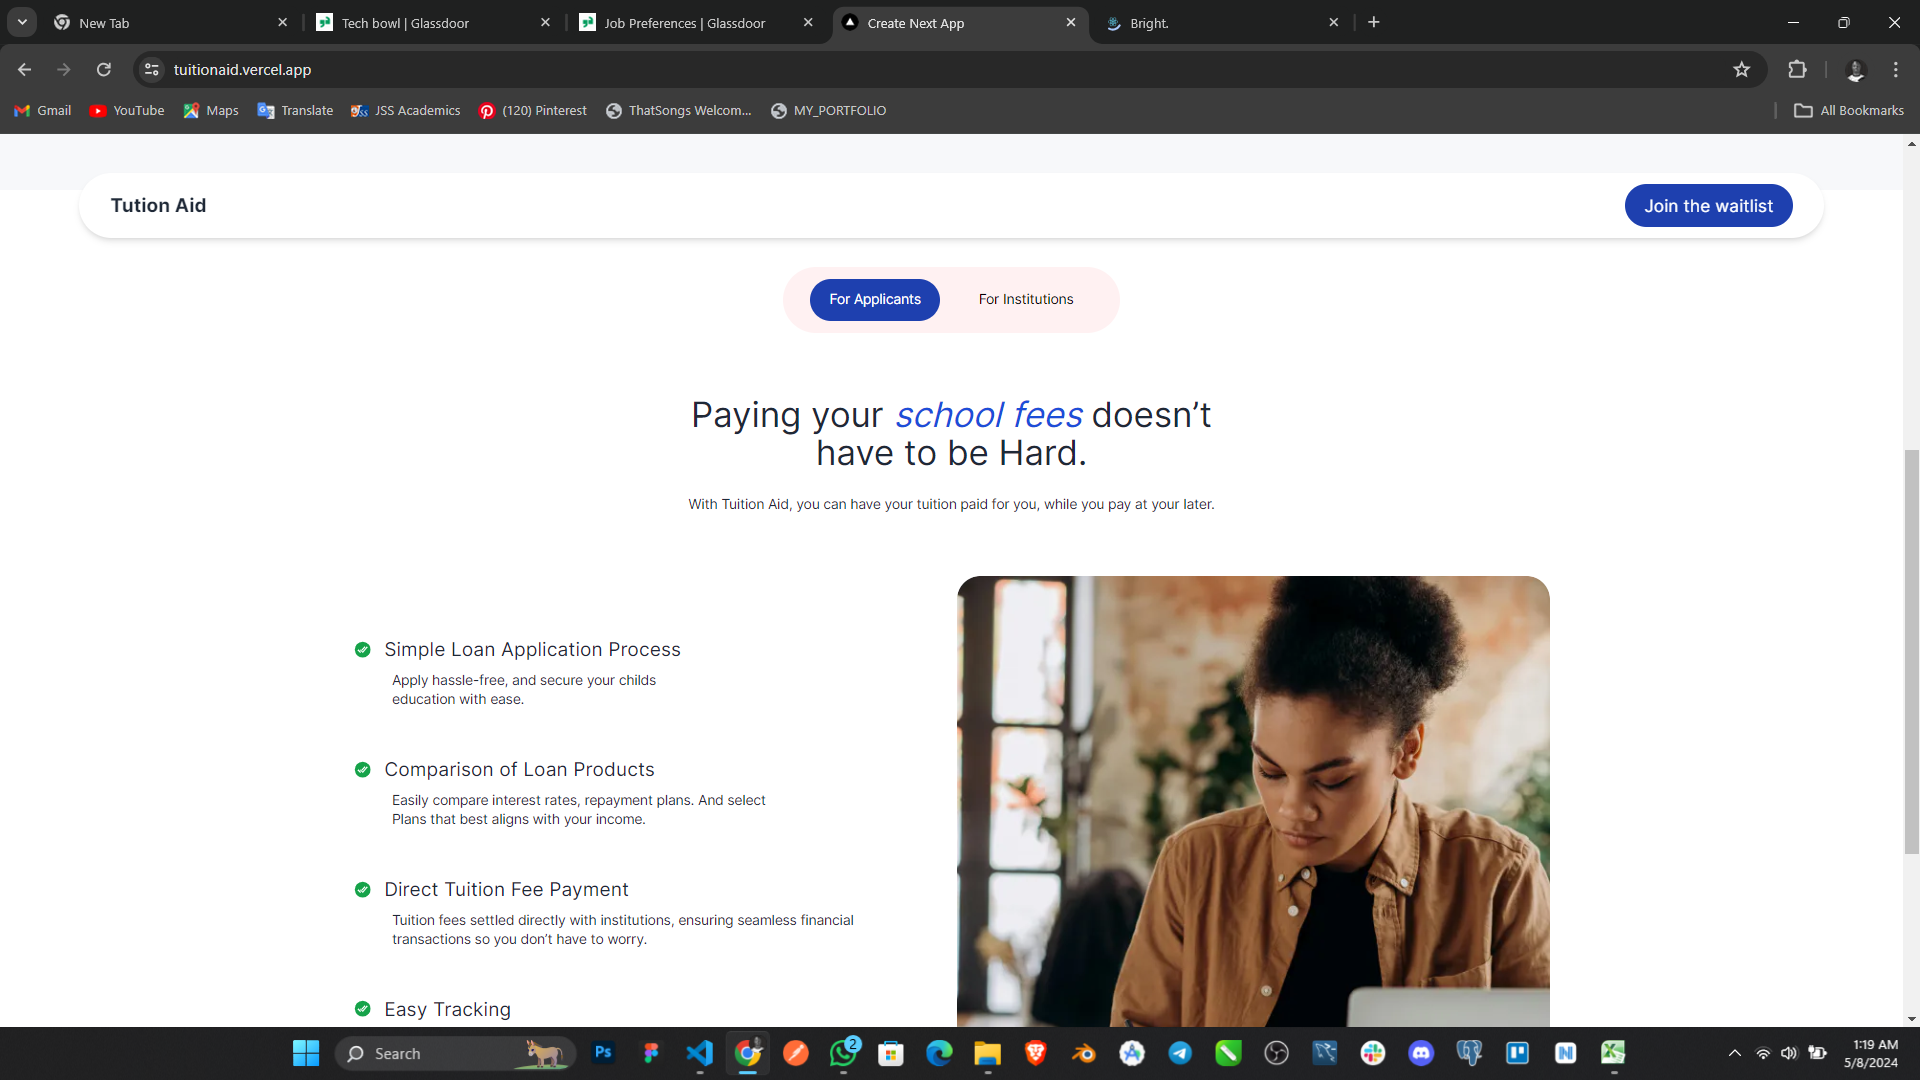 New Tab
Tech bowl | Glassdoor
Job Preferences | Glassdoor
Create Next App
Bright.
tuitionaid.vercel.app
Gmail
YouTube
Maps
Translate
JSS Academics
(120) Pinterest
ThatSongs Welcom...
MY_PORTFOLIO
All Bookmarks
Tution Aid
Join the waitlist
For Applicants
For Institutions
Paying your school fees doesn’t
have to be Hard.
With Tuition Aid, you can have your tuition paid for you, while you pay at your later.
Simple Loan Application Process
Apply hassle-free, and secure your childs
education with ease.
Comparison of Loan Products
Easily compare interest rates, repayment plans. And select
Plans that best aligns with your income.
Direct Tuition Fee Payment
Tuition fees settled directly with institutions, ensuring seamless financial
transactions so you don’t have to worry.
Easy Tracking
Search
Ps
2
1:19 AM
5/8/2024